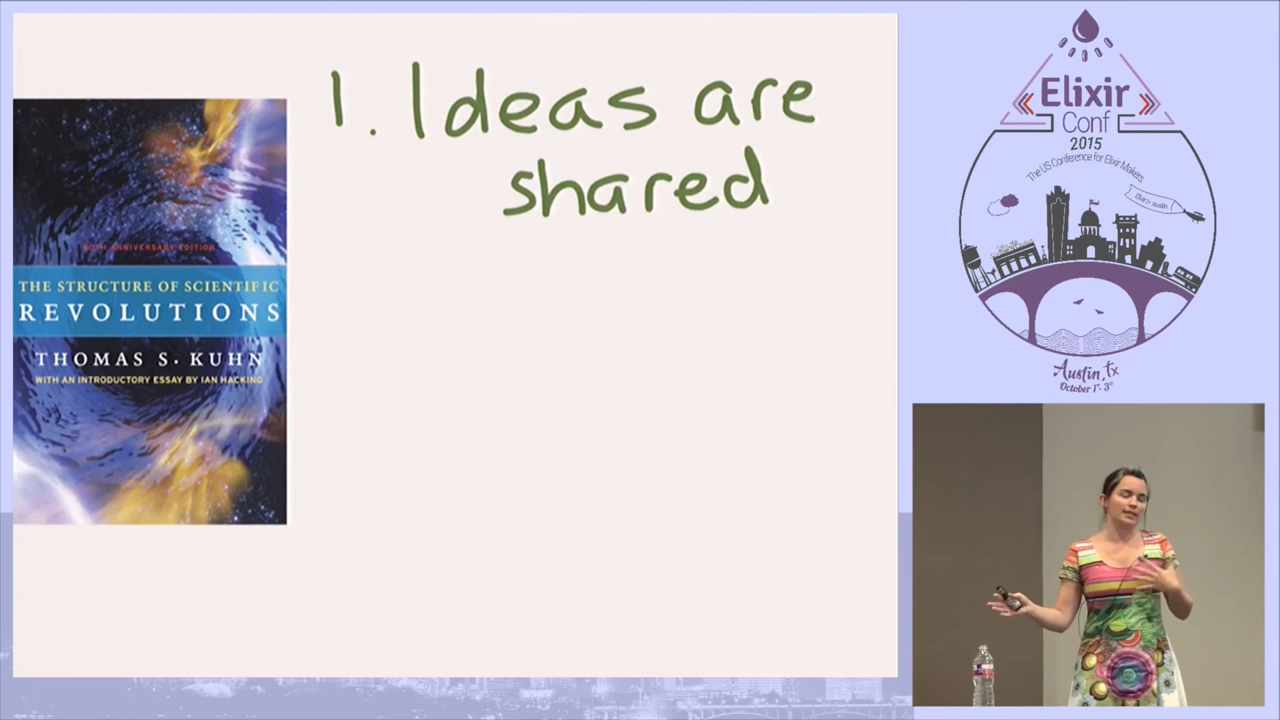 1. Ideas are
shared
50TH ANNIVERSARY EDITION
THE STRUCTURE OF SCIENTIFIC
REVOLUTIONS
THOMAS S. KUHN
WITH AN INTRODUCTORY ESSAY BY IAN HACKING
Elixir
Conf
2015
The US Conference for Elixir Makers
Austin, TX
October 1st - 3rd